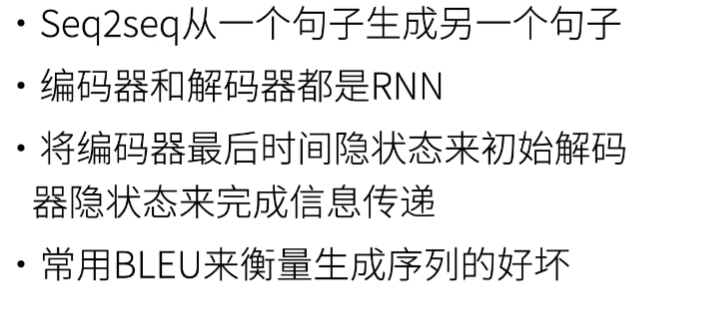 • Seq2seq从一个句子生成另一个句子
• 编码器和解码器都是RNN
• 将编码器最后时间隐状态来初始解码
器隐状态来完成信息传递
• 常用BLEU来衡量生成序列的好坏